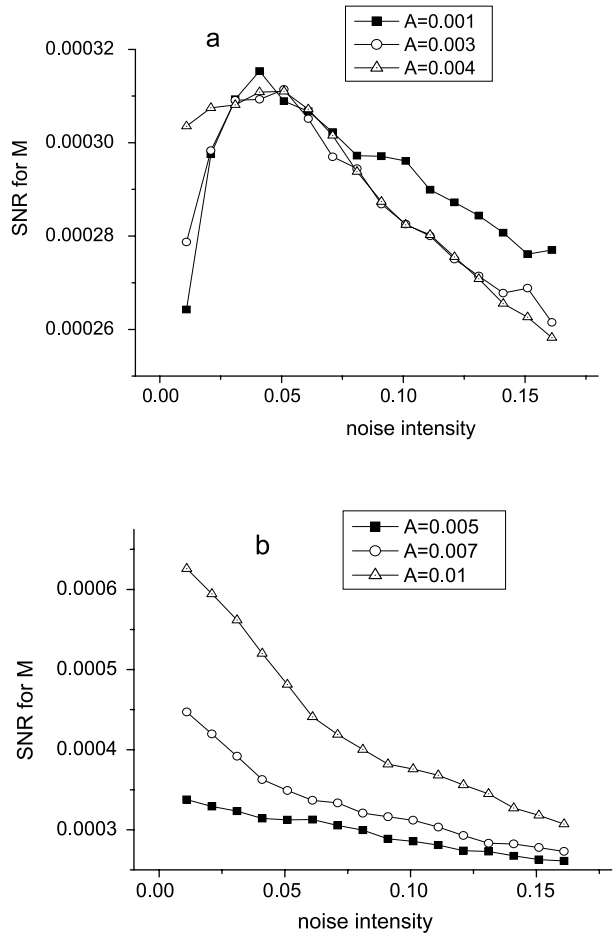 a
A=0.001
A=0.003
A=0.004
0.00032
0.00030
0.00028
0.00026
SNR for M
0.00
0.05
0.10
0.15
noise intensity
b
A=0.005
A=0.007
A=0.01
0.0006
0.0005
0.0004
0.0003
SNR for M
0.00
0.05
0.10
0.15
noise intensity